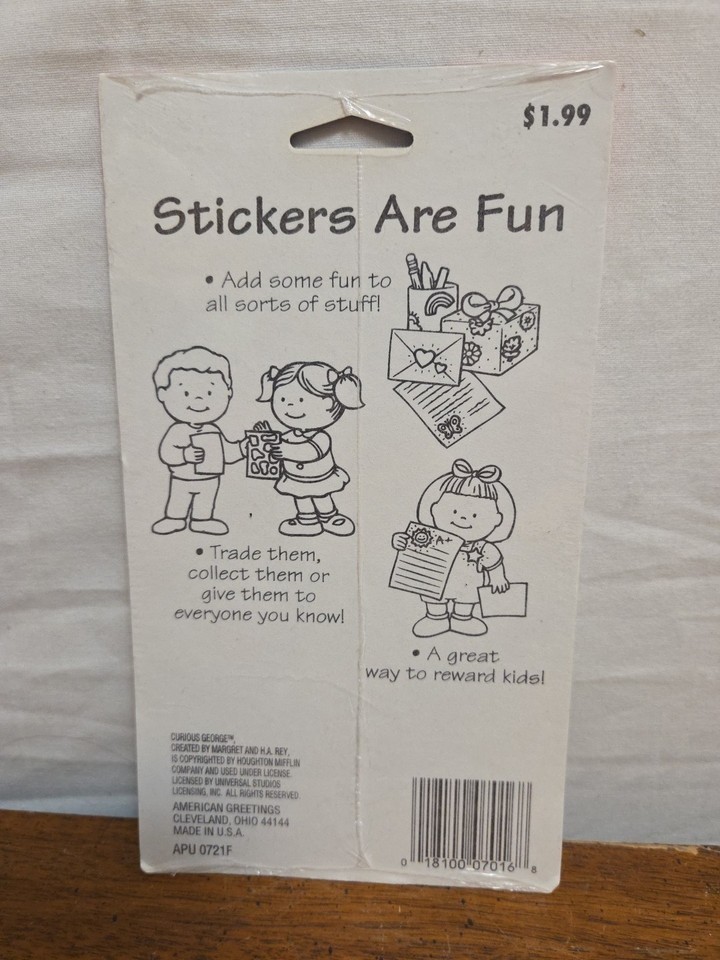 $1.99
Stickers Are Fun
• Add some fun to
all sorts of stuff!
A+
• Trade them,
collect them or
give them to
everyone you know!
• A great
way to reward kids!
CURIOUS GEORGE™,
CREATED BY MARGRET AND H.A. REY,
IS COPYRIGHTED BY HOUGHTON MIFFLIN
COMPANY AND USED UNDER LICENSE.
LICENSED BY UNIVERSAL STUDIOS
LICENSING, INC. ALL RIGHTS RESERVED.
AMERICAN GREETINGS
CLEVELAND, OHIO 44144
MADE IN U.S.A.
APU 0721F
0 18100 07016 8